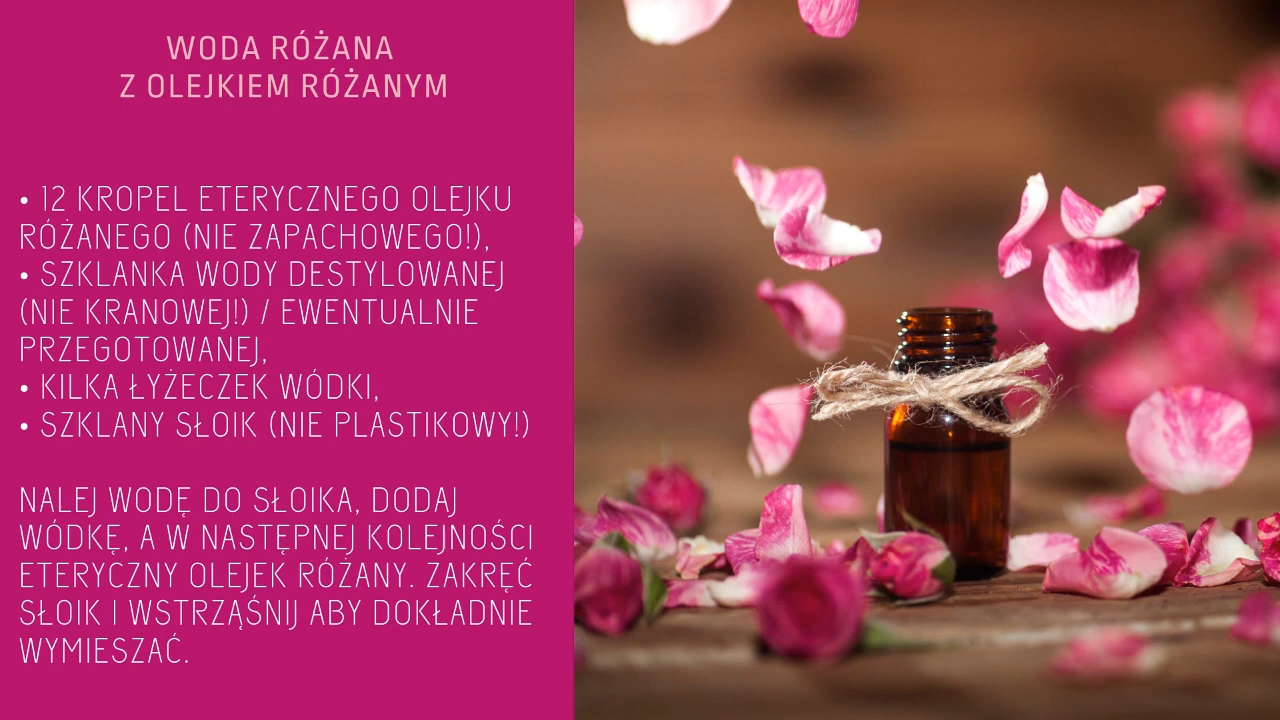 WODA RÓŻANA
Z OLEJKIEM RÓŻANYM
• 12 KROPEL ETERYCZNEGO OLEJKU
RÓŻANEGO (NIE ZAPACHOWEGO!),
• SZKLANKA WODY DESTYLOWANEJ
(NIE KRANOWEJ!) / EWENTUALNIE
PRZEGOTOWANEJ,
• KILKA ŁYŻECZEK WÓDKI,
• SZKLANY SŁOIK (NIE PLASTIKOWY!)
NALEJ WODĘ DO SŁOIKA, DODAJ
WÓDKĘ, A W NASTĘPNEJ KOLEJNOŚCI
ETERYCZNY OLEJEK RÓŻANY. ZAKRĘĆ
SŁOIK I WSTRZĄŚNIJ ABY DOKŁADNIE
WYMIESZAĆ.